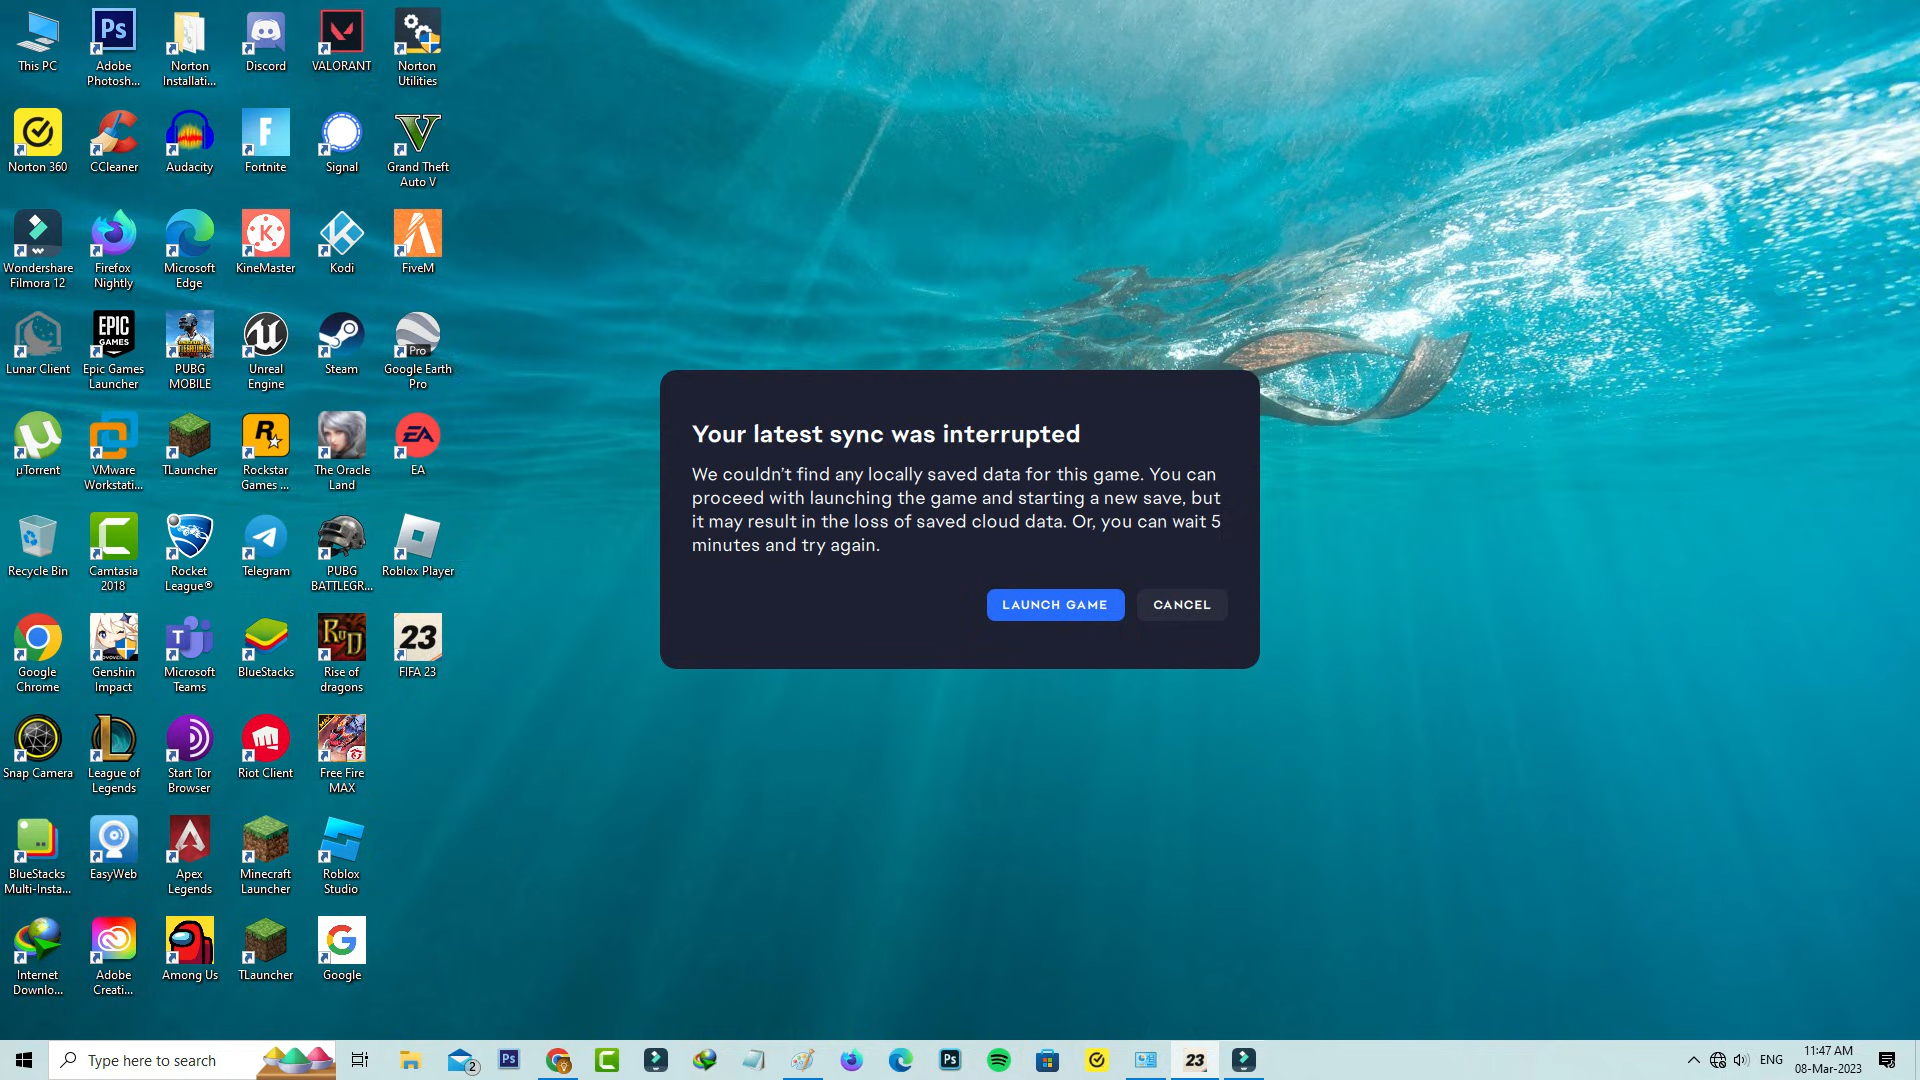 This PC
Adobe
Photosh...
Norton
Installati...
Discord
VALORANT
Norton
Utilities
Norton 360
CCleaner
Audacity
Fortnite
Signal
Grand Theft
Auto V
Wondershare
Filmora 12
Firefox
Nightly
Microsoft
Edge
KineMaster
Kodi
FiveM
Lunar Client
Epic Games
Launcher
PUBG
MOBILE
Unreal
Engine
Steam
Google Earth
Pro
µTorrent
VMware
Workstati...
TLauncher
Rockstar
Games ...
The Oracle
Land
EA
Recycle Bin
Camtasia
2018
Rocket
League®
Telegram
PUBG
BATTLEGR...
Roblox Player
Google
Chrome
Genshin
Impact
Microsoft
Teams
BlueStacks
Rise of
dragons
FIFA 23
Snap Camera
League of
Legends
Start Tor
Browser
Riot Client
Free Fire
MAX
BlueStacks
Multi-Insta...
EasyWeb
Apex
Legends
Minecraft
Launcher
Roblox
Studio
Internet
Downlo...
Adobe
Creati...
Among Us
TLauncher
Google
Your latest sync was interrupted
We couldn't find any locally saved data for this game. You can
proceed with launching the game and starting a new save, but
it may result in the loss of saved cloud data. Or, you can wait 5
minutes and try again.
LAUNCH GAME
CANCEL
Type here to search
2
Ps
Ps
23
ENG
11:47 AM
08-Mar-2023